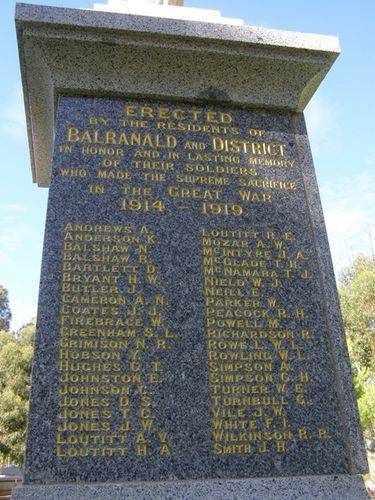 ERECTED
BY THE RESIDENTS OF
BALRANALD AND DISTRICT
IN HONOR AND IN LASTING MEMORY
OF THEIR SOLDIERS
WHO MADE THE SUPREME SACRIFICE
IN THE GREAT WAR
1914 — 1919.
ANDREWS A.
ANDERSON K.
BALSHAW N.
BALSHAW R.
BARTLETT D.
BRYANT H. W.
BUTLER J.
CAMERON A. N.
COATES J. J.
FIREBRACE W.
GREENHAM S. L.
GRIMISON N. R.
HOBSON Y.
HUGHES G. T.
JOHNSTON E.
JOHNSON C.
JONES D. S.
JONES T. C.
JONES J. W.
LOUTITT A. V.
LOUTITT H. A.
LOUTITT R. E.
MOZAR A. W.
MCINTYRE J. A.
MCGLADE T. H.
MCNAMARA T. J.
NIELD W. J.
NEILL E.
PARKER W.
PEACOCK R. H.
POWELL M.
RICHARDSON R.
ROWE L. W. J.
ROWLING W. L.
SIMPSON A.
SIMPSON G. H.
TURNER W. E.
TURNBULL G.
VILE J. W.
WHITE F. I.
WILKINSON R. R.
SMITH J. H.